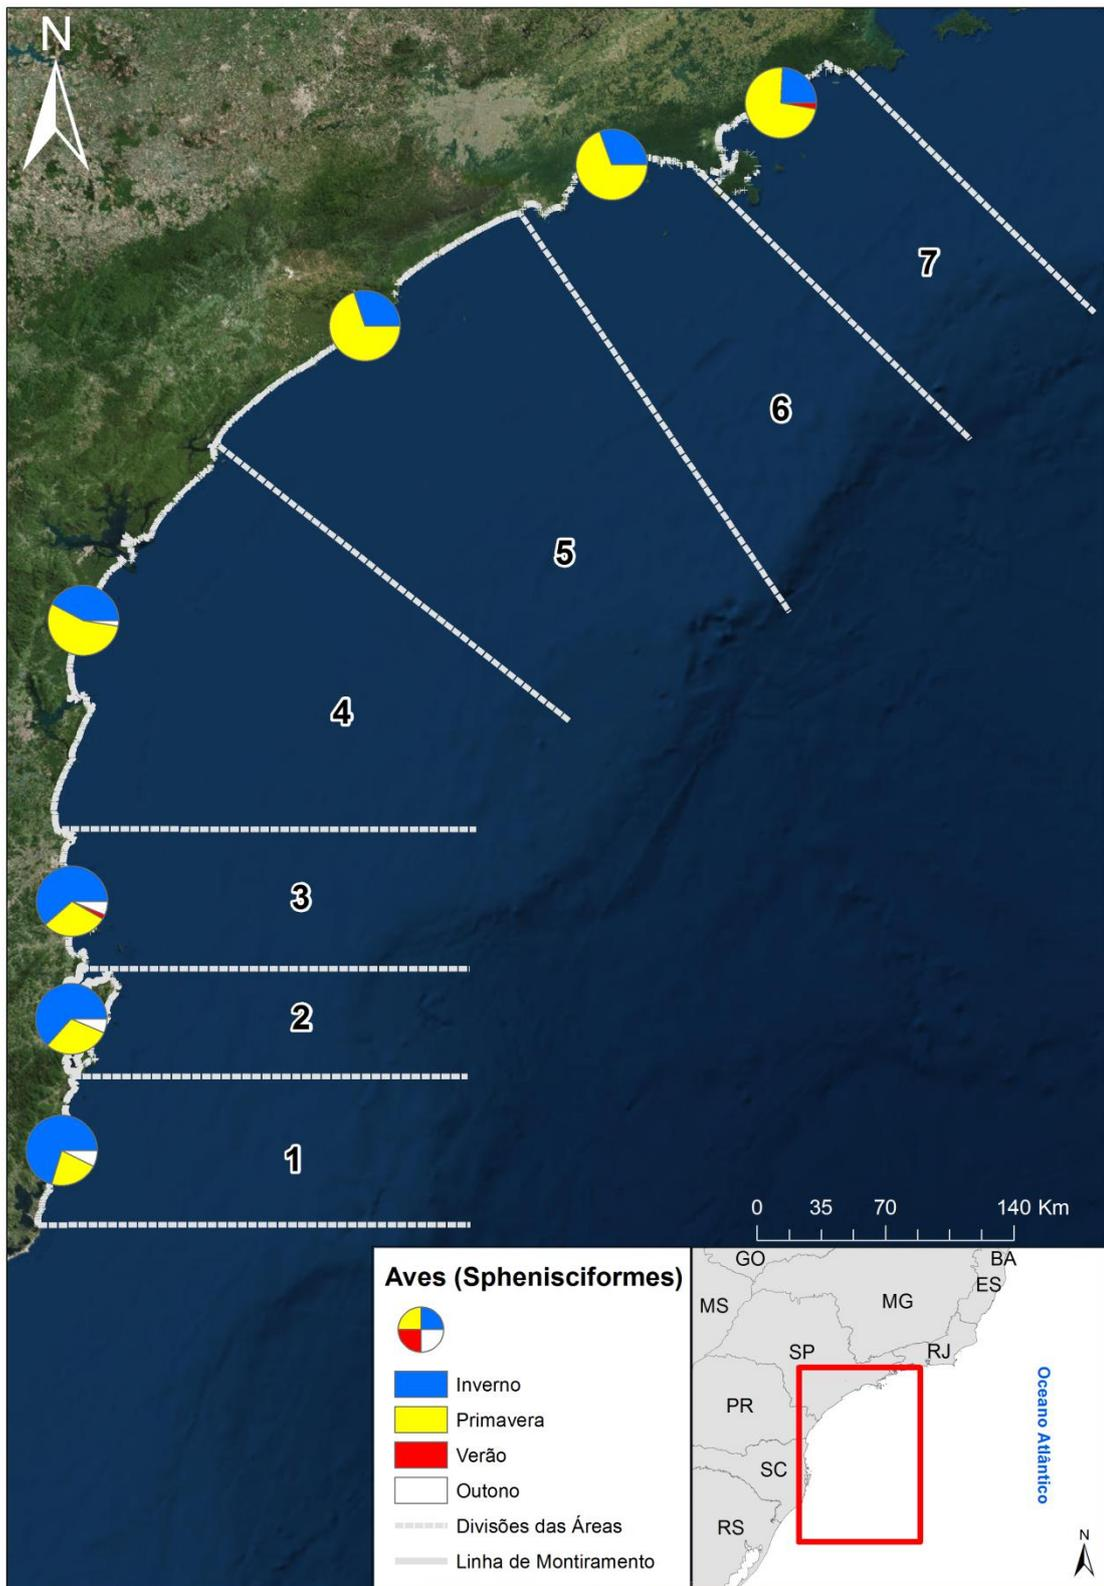 N
7
6
5
4
3
2
1
0 35 70 140 Km
Aves (Sphenisciformes)
Inverno
Primavera
Verão
Outono
Divisões das Áreas
Linha de Montiramento
GO
BA
ES
MS
MG
SP
RJ
PR
SC
RS
Oceano Atlântico
N